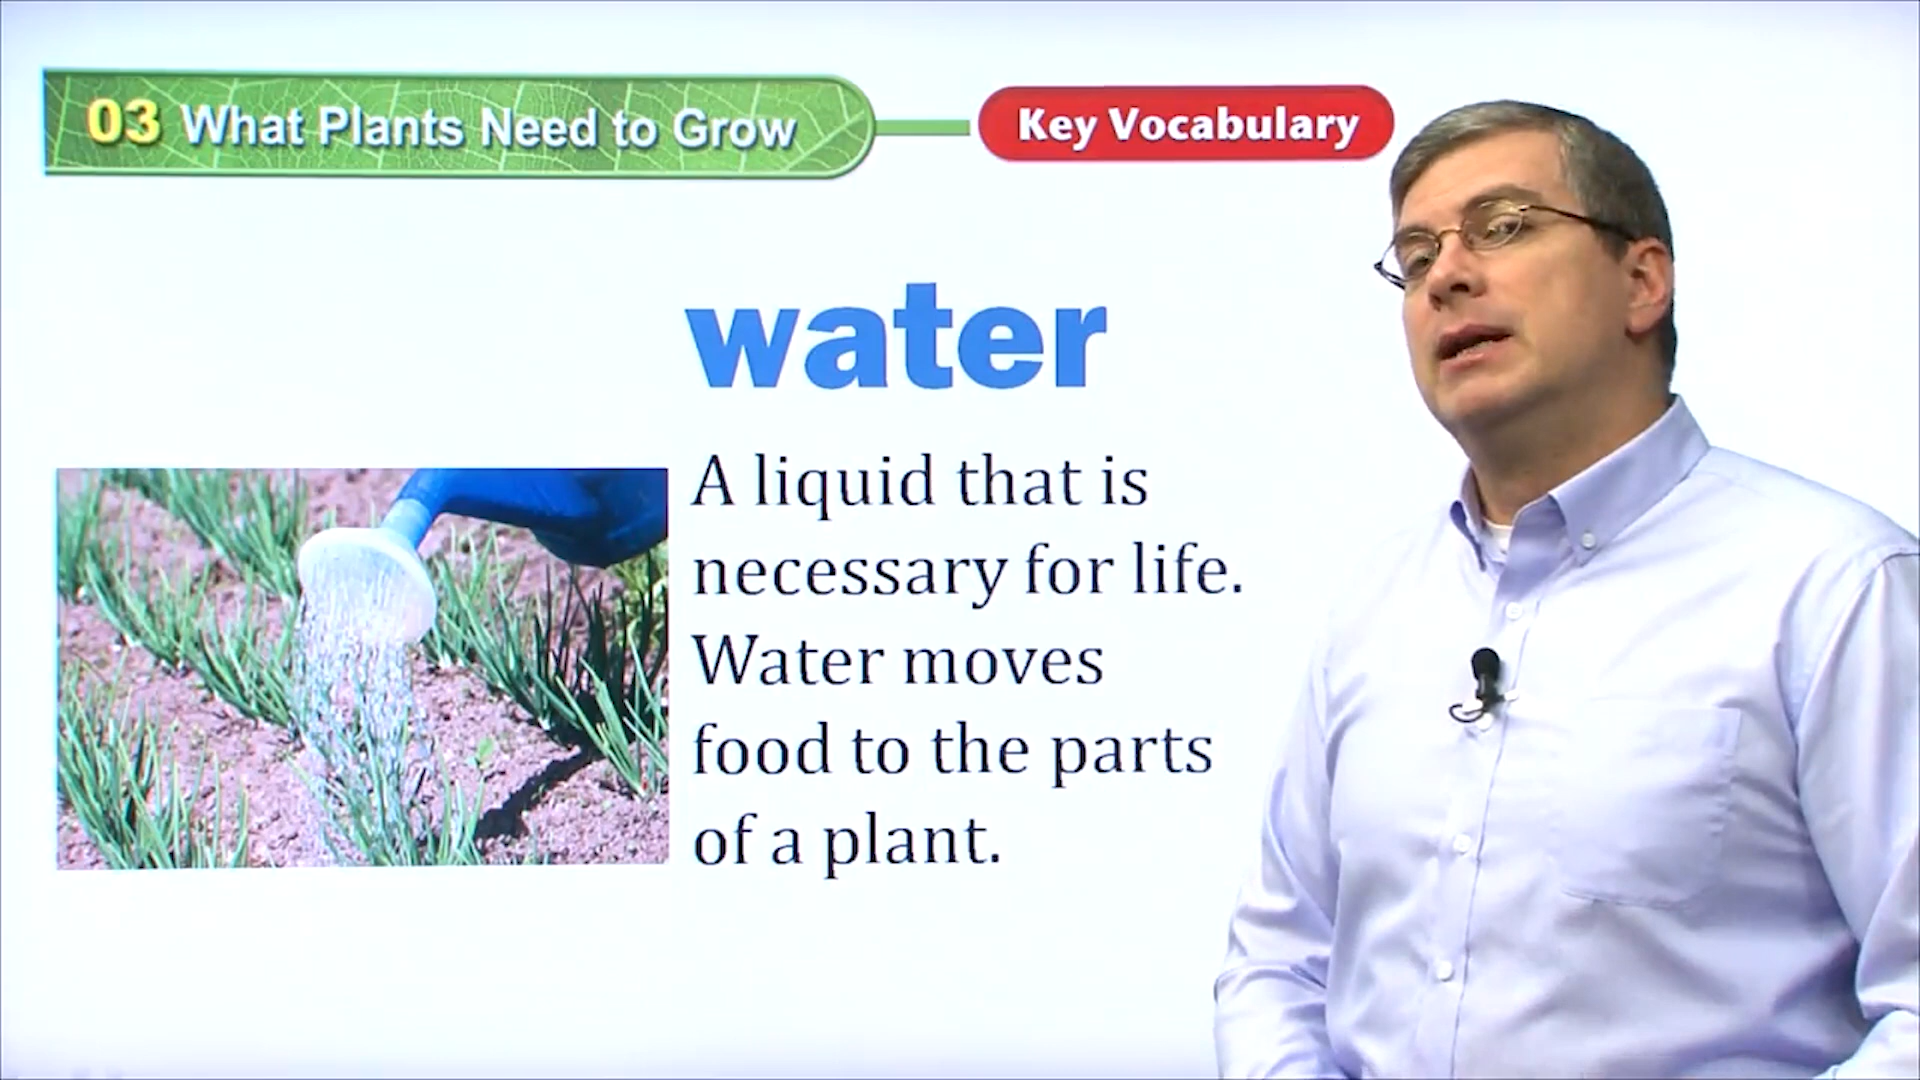 03 What Plants Need to Grow
Key Vocabulary
water
A liquid that is
necessary for life.
Water moves
food to the parts
of a plant.